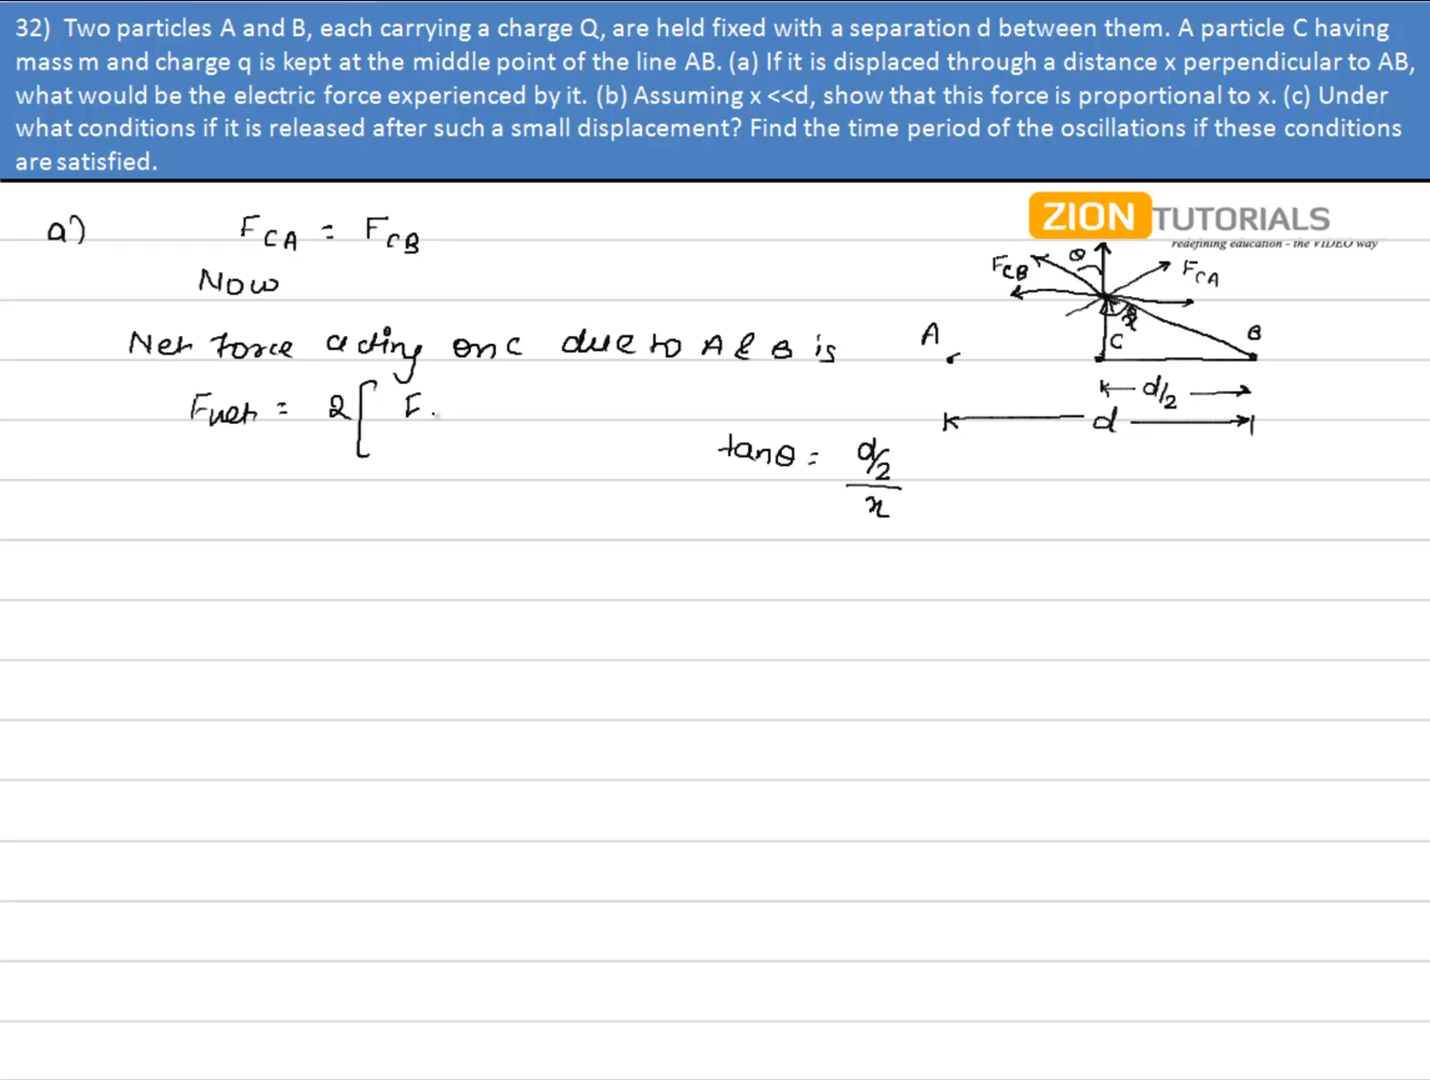 32) Two particles A and B, each carrying a charge Q, are held fixed with a separation d between them. A particle C having
mass m and charge q is kept at the middle point of the line AB. (a) If it is displaced through a distance x perpendicular to AB,
what would be the electric force experienced by it. (b) Assuming x <<d, show that this force is proportional to x. (c) Under
what conditions if it is released after such a small displacement? Find the time period of the oscillations if these conditions
are satisfied.
ZION TUTORIALS
redefining education - the VIDEO way
a) FCA = FCB
Now
Net force acting on C due to A & B is
Fnet = 2[ F.
θ
FCB
FCA
A
B
C
d/2
d
tanθ = d/2
x